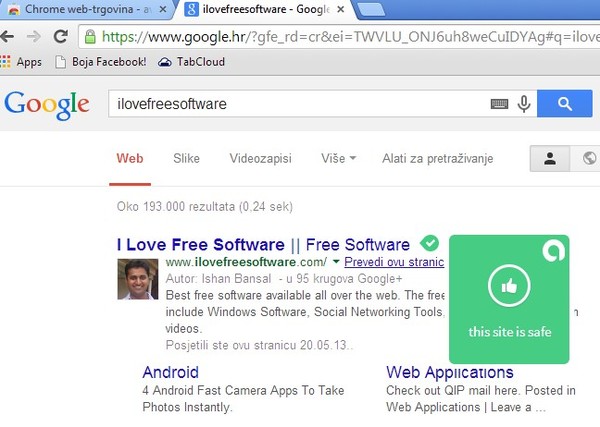 Chrome web-trgovina - av
ilovefreesoftware - Google
https://www.google.hr/?gfe_rd=cr&ei=TWVLU_ONJ6uh8weCuIDYAg#q=ilove
Apps Boja Facebook! TabCloud
Google ilovefreesoftware
Web Slike Videozapisi Više Alati za pretraživanje
Oko 193.000 rezultata (0,24 sek)
I Love Free Software || Free Software
www.ilovefreesoftware.com/ Prevedi ovu stranic
Autor: Ishan Bansal - u 95 krugova Google+
Best free software available all over the web. The free
include Windows Software, Social Networking Tools,
videos.
Posjetili ste ovu stranicu 20.05.13..
this site is safe
Android
4 Android Fast Camera Apps To Take
Photos Instantly.
Web Applications
Check out QIP mail here. Posted in
Web Applications | Leave a ...